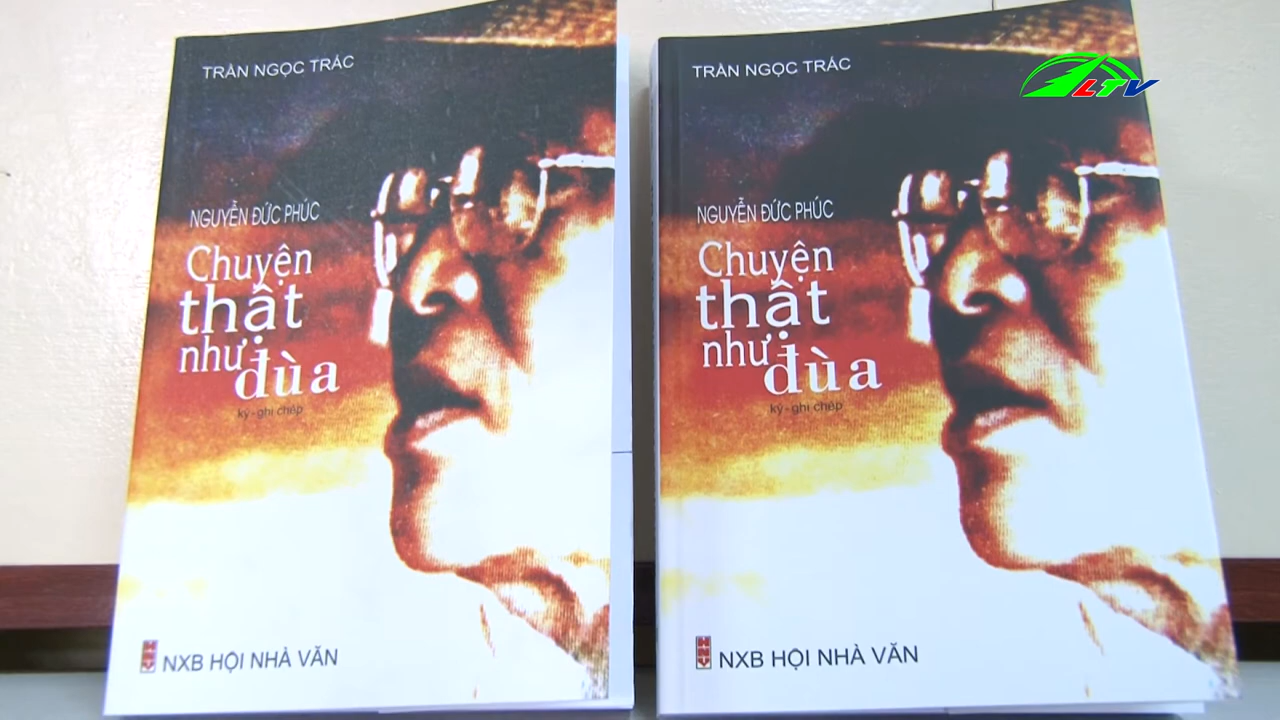 TRẦN NGỌC TRÁC
NGUYỄN ĐỨC PHÚC
Chuyện
thật
như
đùa
ký - ghi chép
NXB HỘI NHÀ VĂN
TRẦN NGỌC TRÁC
NGUYỄN ĐỨC PHÚC
Chuyện
thật
như
đùa
ký - ghi chép
NXB HỘI NHÀ VĂN
LTV